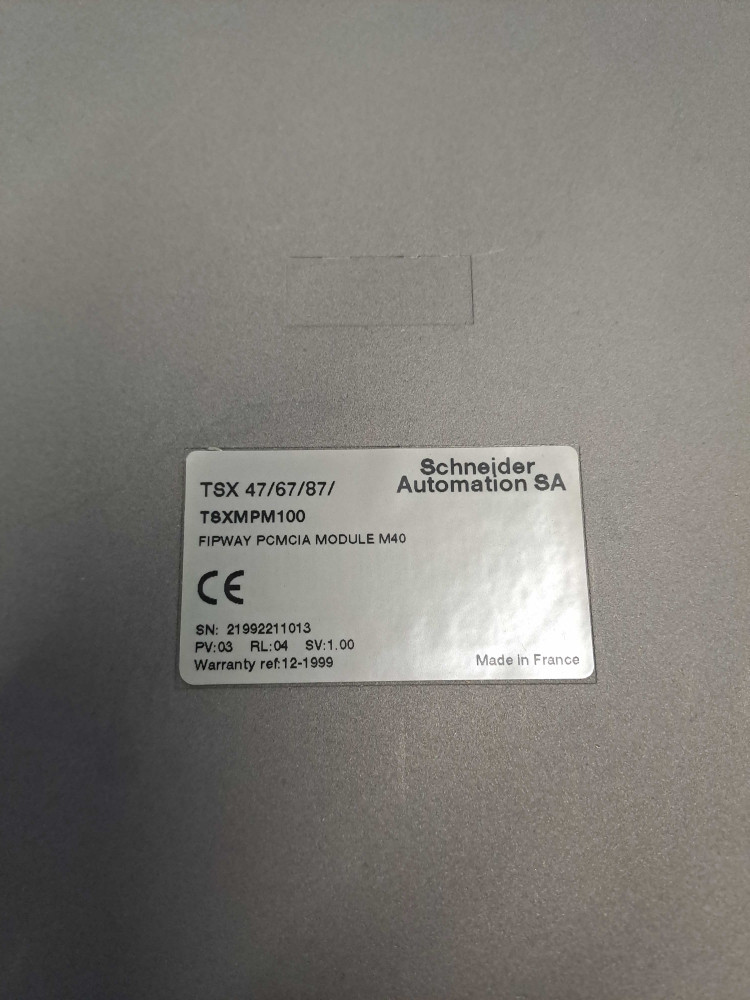 Schneider
Automation SA
TSX 47/67/87/
TSXMPM100
FIPWAY PCMCIA MODULE M40
CE
SN: 21992211013
PV:03 RL:04 SV:1.00
Warranty ref:12-1999
Made in France